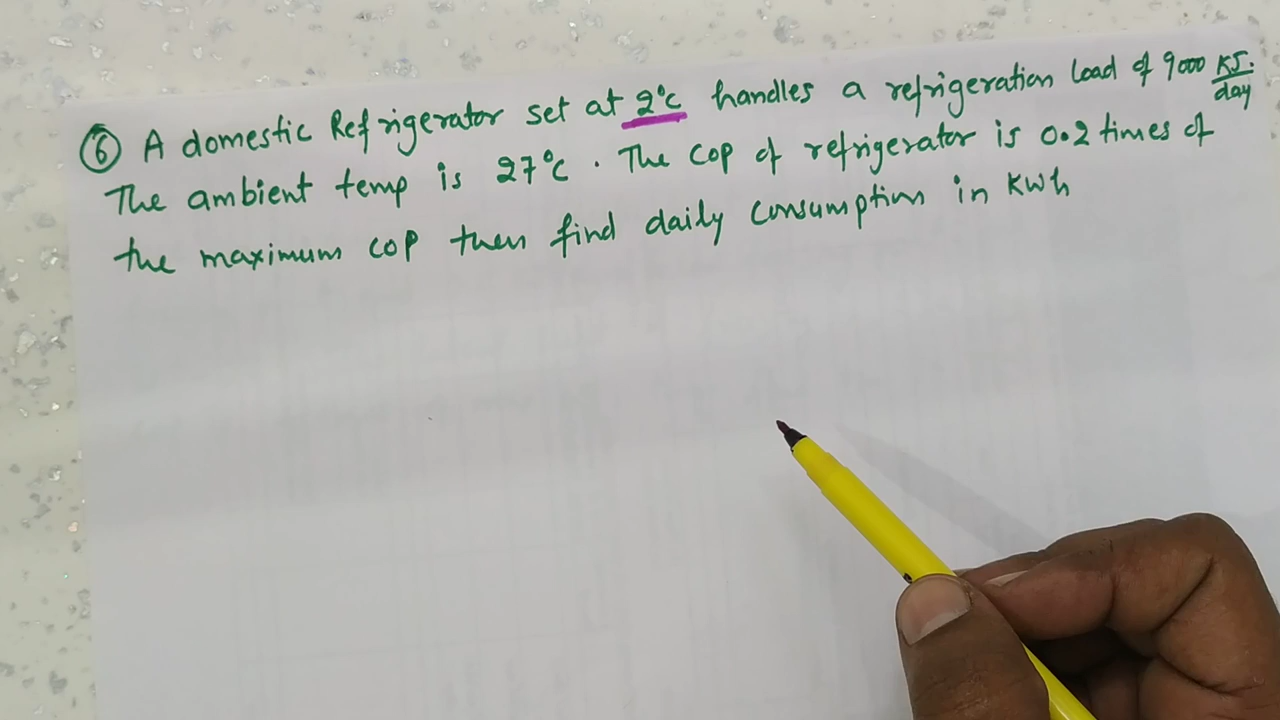 ⑥ A domestic Refrigerator set at 2°c handles a refrigeration load of 9000 KJ/day
The ambient temp is 27°c . The COP of refrigerator is 0.2 times of
the maximum COP then find daily consumption in KWh